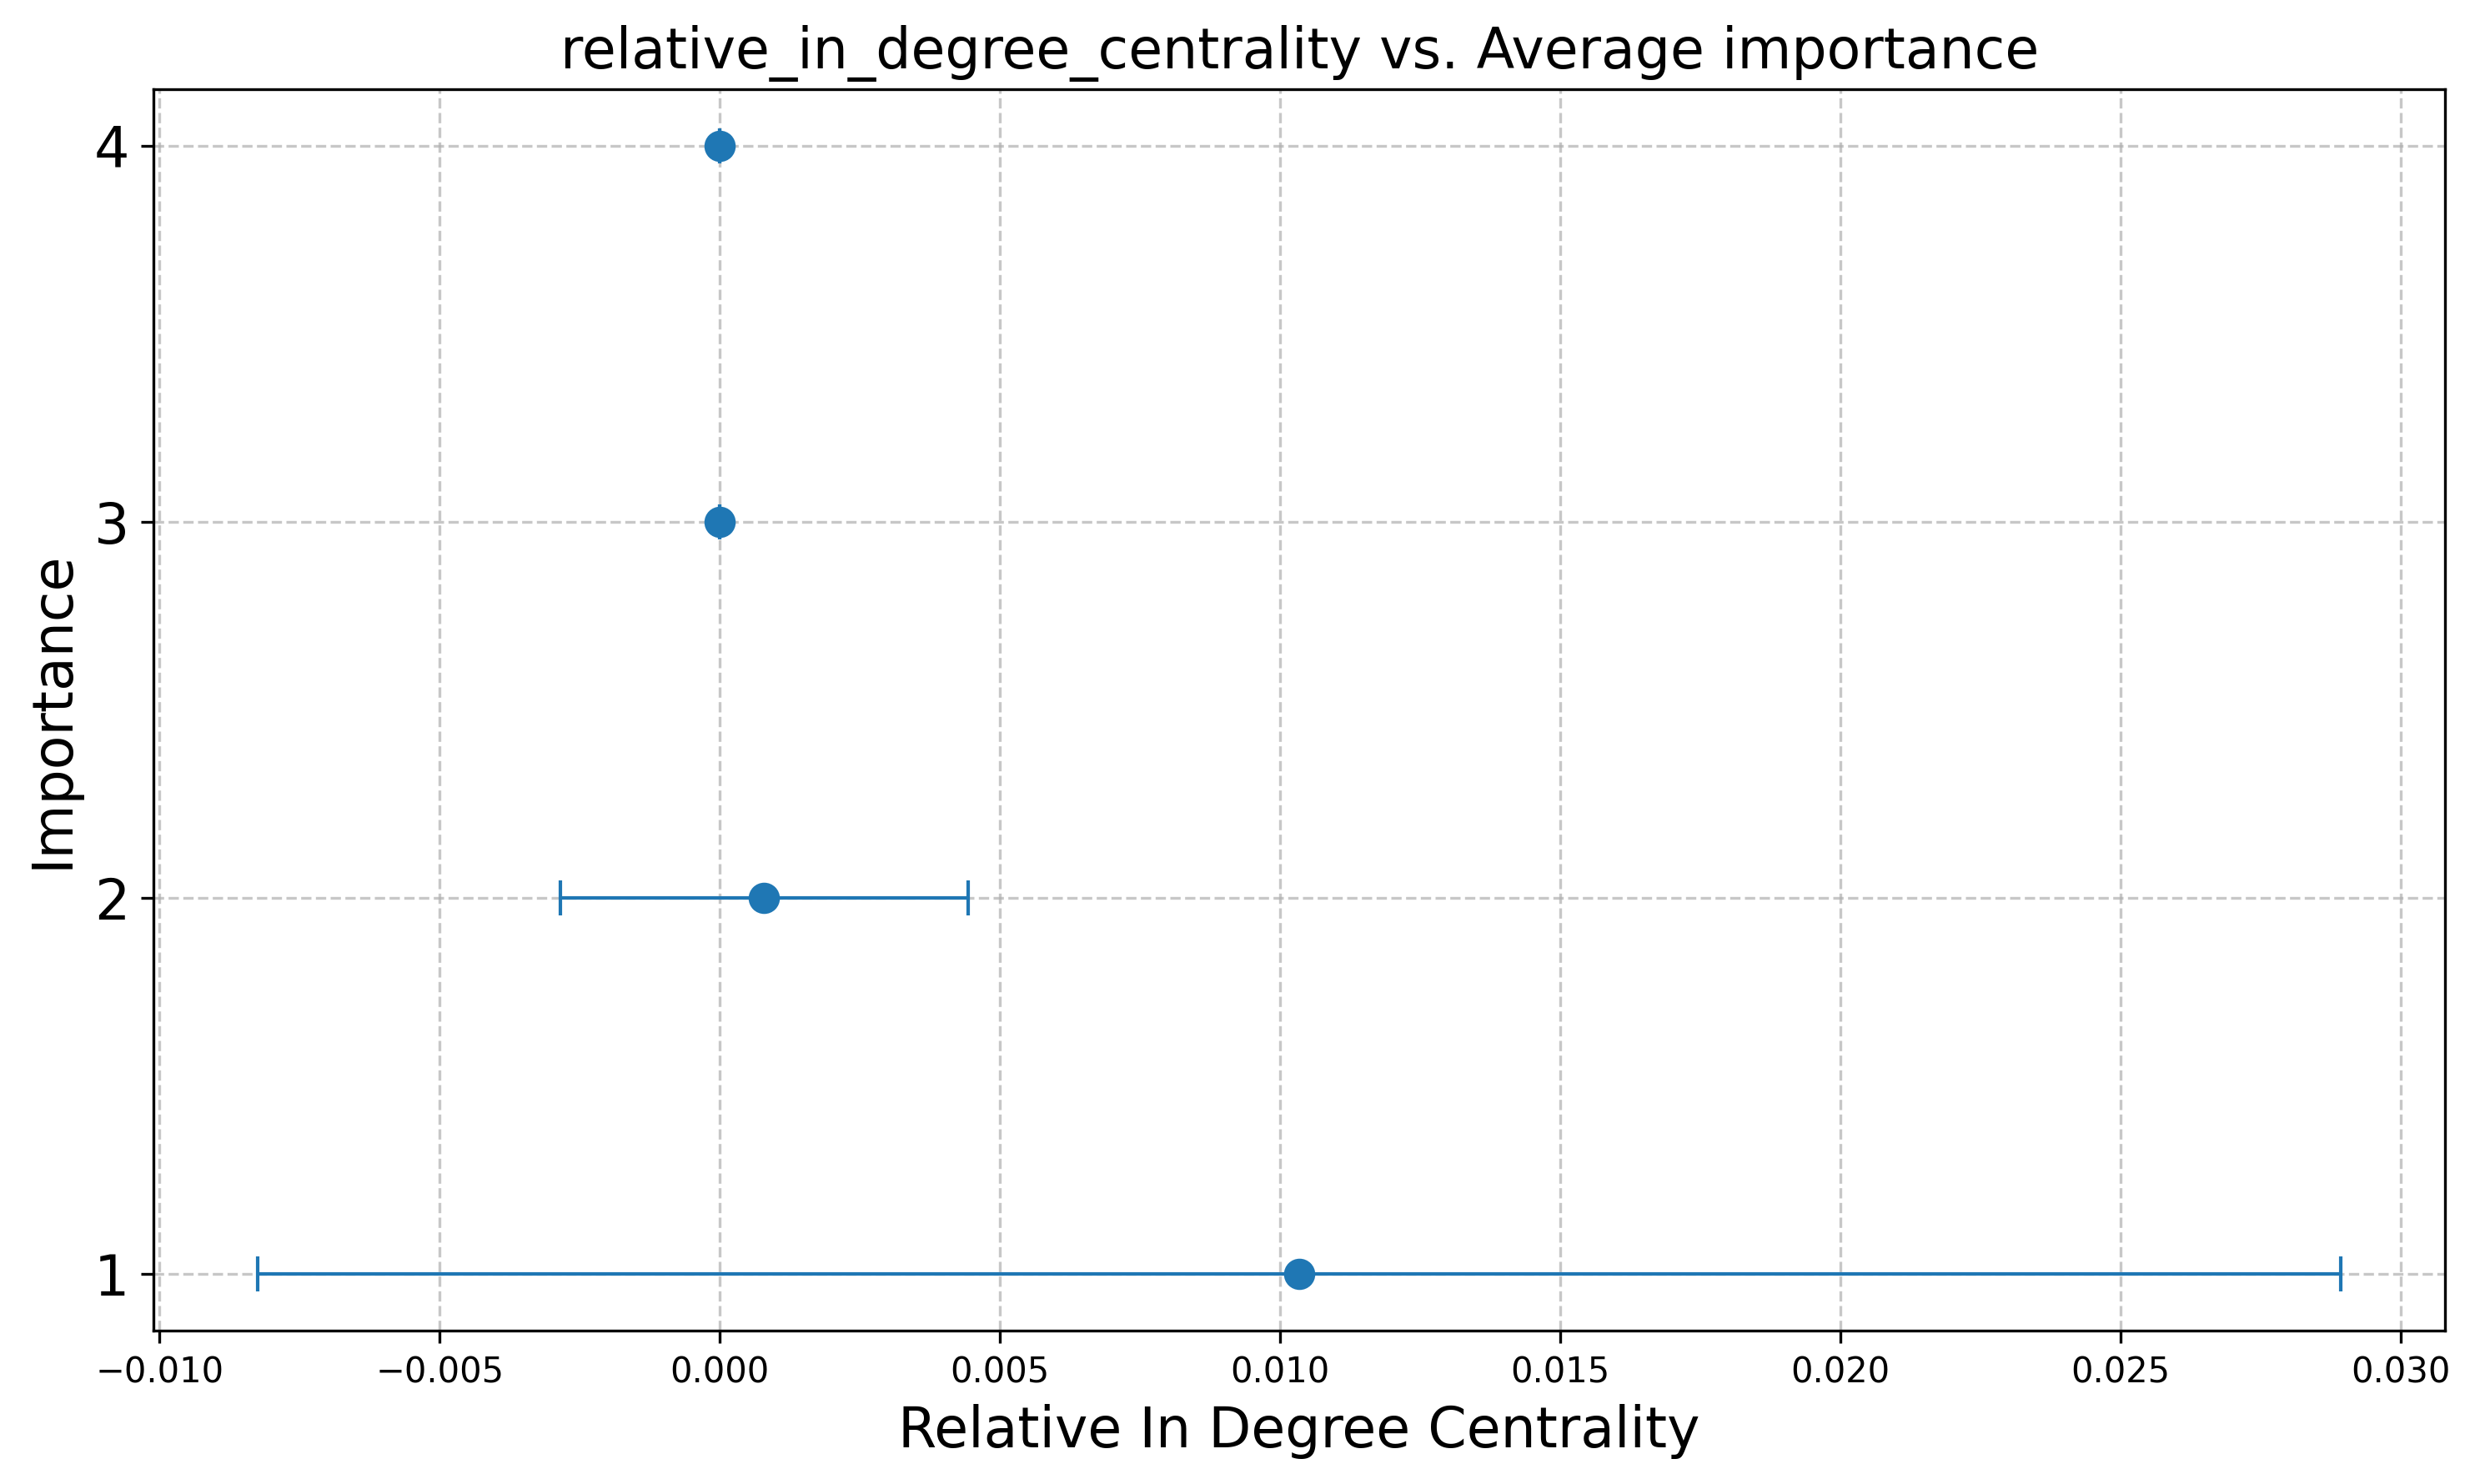 relative_in_degree_centrality vs. Average importance
4
3
2
1
Importance
−0.010 −0.005 0.000 0.005 0.010 0.015 0.020 0.025 0.030
Relative In Degree Centrality